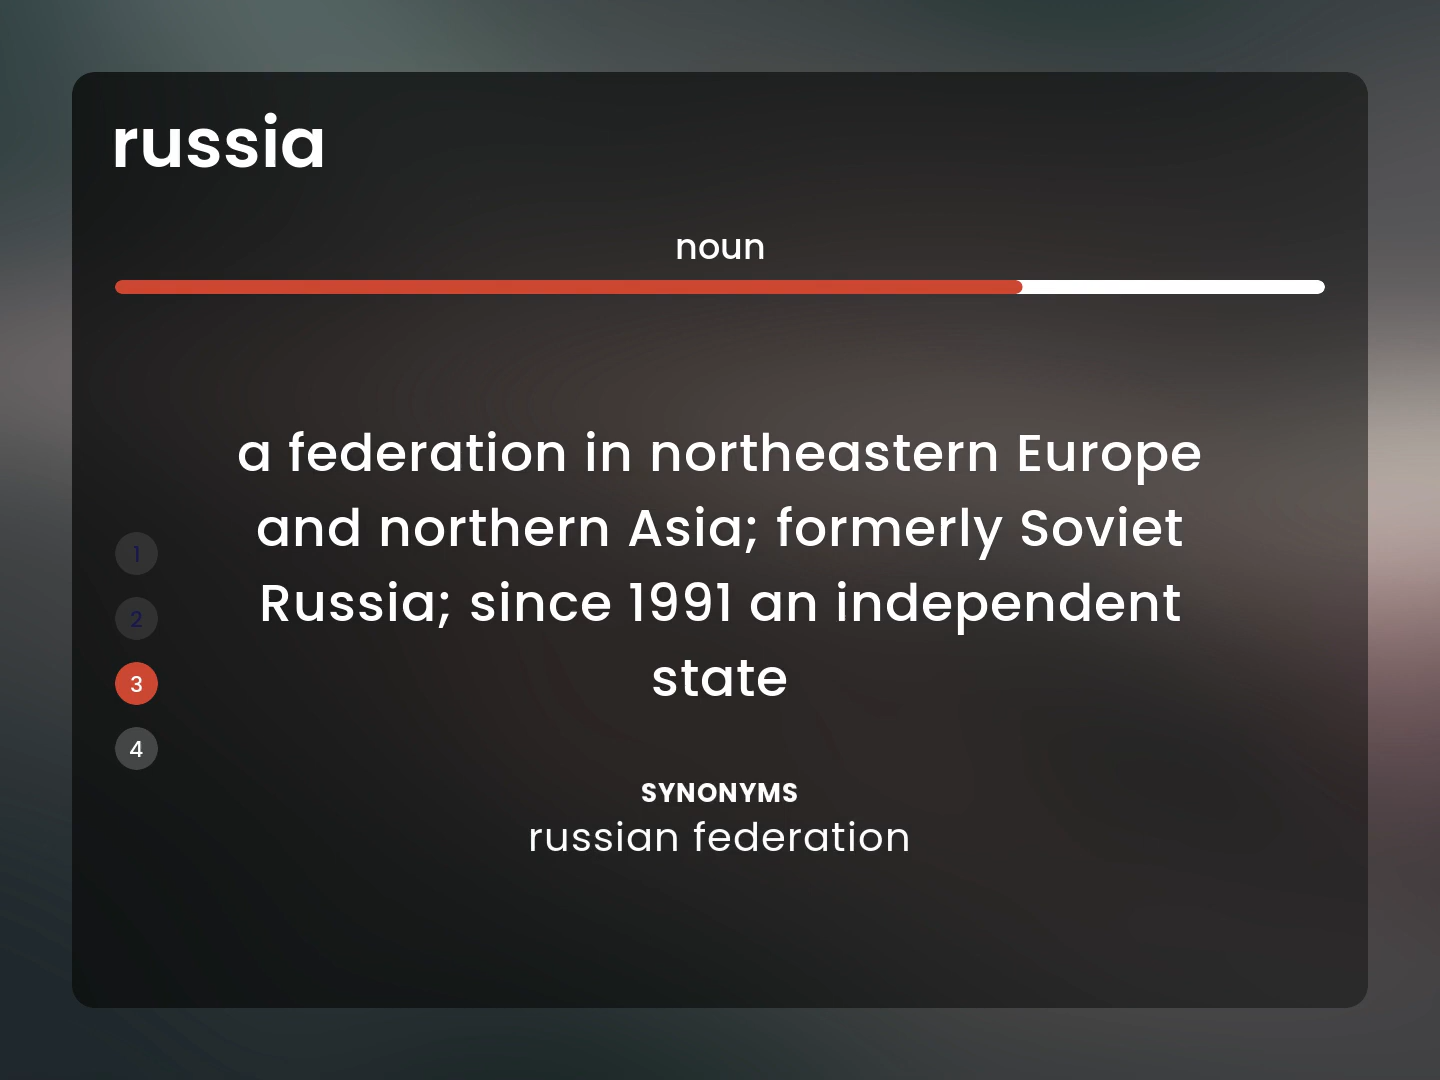 russia
noun
a federation in northeastern Europe
and northern Asia; formerly Soviet
Russia; since 1991 an independent
state
1
2
3
4
SYNONYMS
russian federation